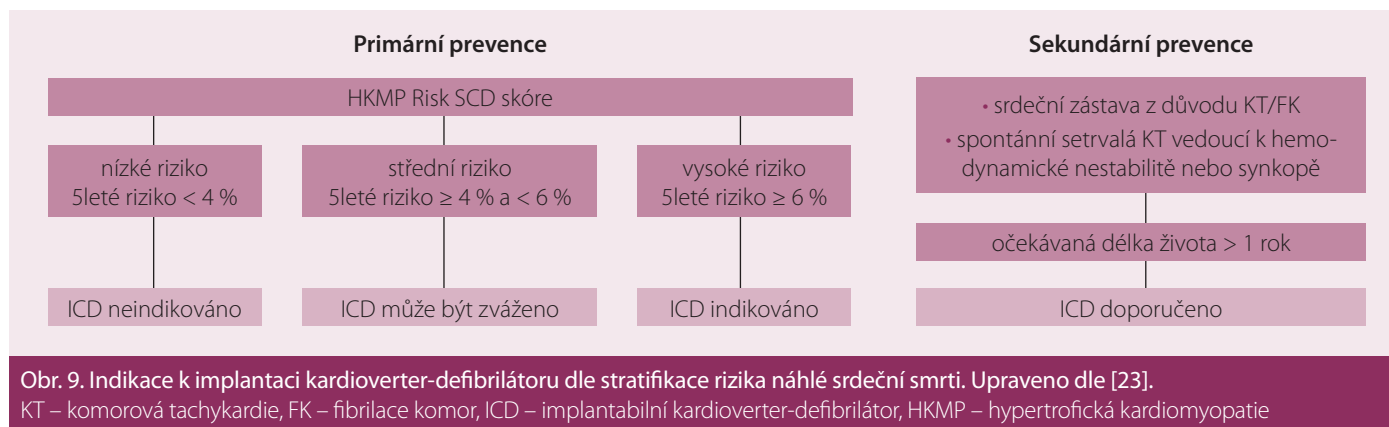 Primární prevence
HKMP Risk SCD skóre
nízké riziko
5leté riziko < 4 %
střední riziko
5leté riziko ≥ 4 % a < 6 %
vysoké riziko
5leté riziko ≥ 6 %
ICD neindikováno
ICD může být zváženo
ICD indikováno
Sekundární prevence
• srdeční zástava z důvodu KT/FK
• spontánní setrvalá KT vedoucí k hemo-
dynamické nestabilitě nebo synkopě
očekávaná délka života > 1 rok
ICD doporučeno
Obr. 9. Indikace k implantaci kardioverter-defibrilátoru dle stratifikace rizika náhlé srdeční smrti. Upraveno dle [23].
KT – komorová tachykardie, FK – fibrilace komor, ICD – implantabilní kardioverter-defibrilátor, HKMP – hypertrofická kardiomyopatie